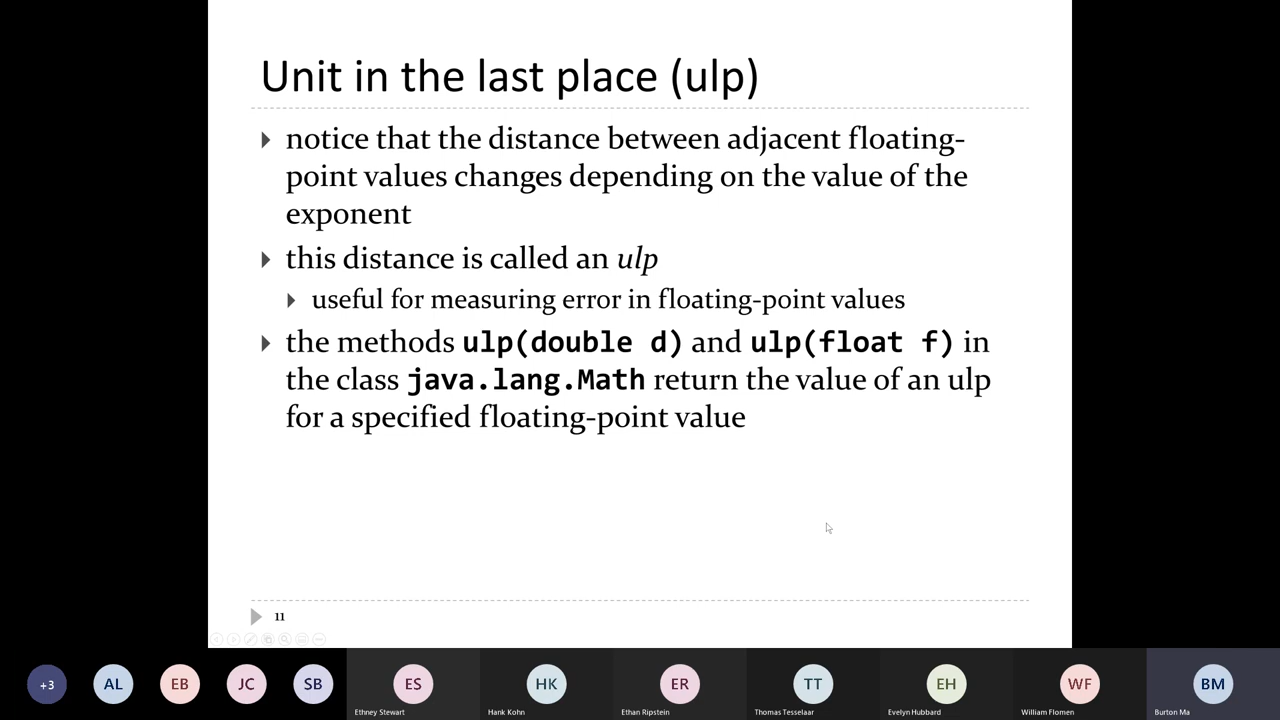 Unit in the last place (ulp)
notice that the distance between adjacent floating-
point values changes depending on the value of the
exponent
this distance is called an ulp
useful for measuring error in floating-point values
the methods ulp(double d) and ulp(float f) in
the class java.lang.Math return the value of an ulp
for a specified floating-point value
11
+3
AL
EB
JC
SB
ES
HK
ER
TT
EH
WF
BM
Ethney Stewart
Hank Kohn
Ethan Ripstein
Thomas Tesselaar
Evelyn Hubbard
William Flomen
Burton Ma